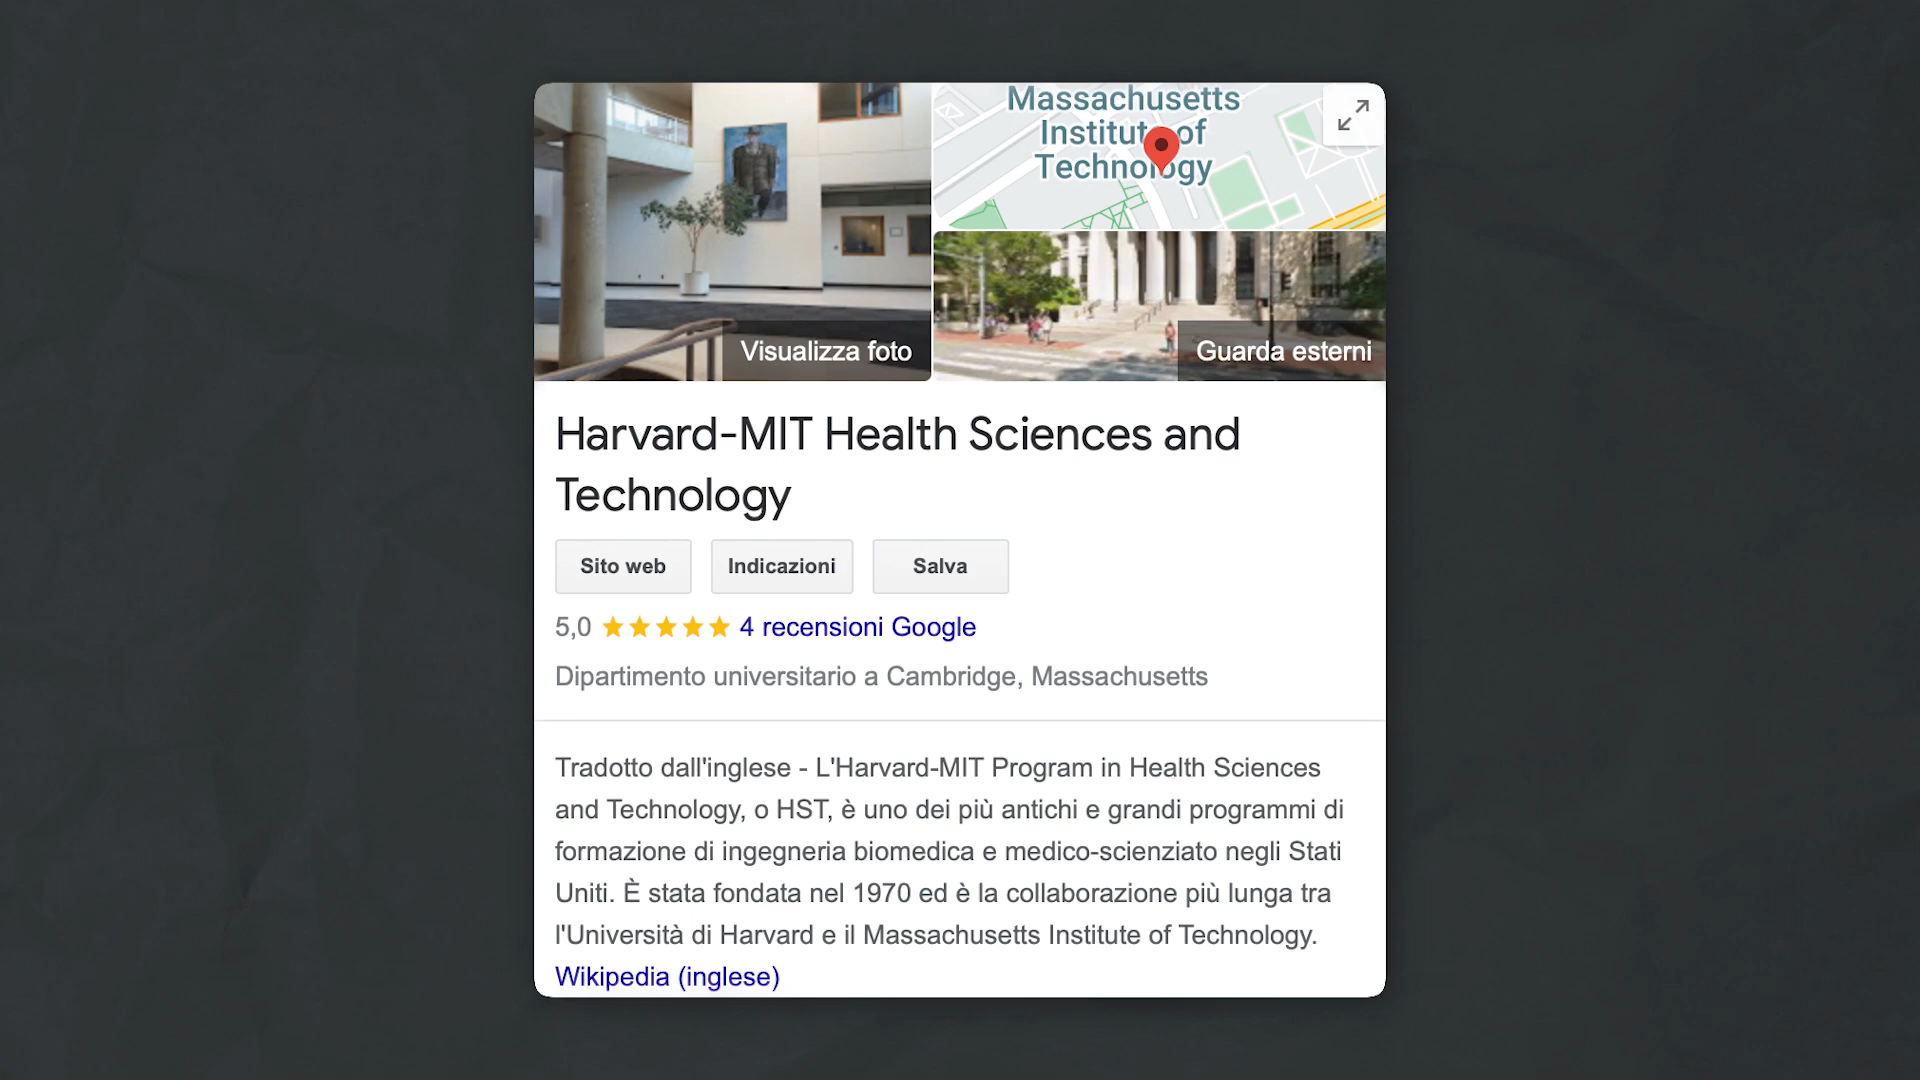 Massachusetts
Institute of
Technology
Visualizza foto
Guarda esterni
Harvard-MIT Health Sciences and
Technology
Sito web
Indicazioni
Salva
5,0 4 recensioni Google
Dipartimento universitario a Cambridge, Massachusetts
Tradotto dall'inglese - L'Harvard-MIT Program in Health Sciences
and Technology, o HST, è uno dei più antichi e grandi programmi di
formazione di ingegneria biomedica e medico-scienziato negli Stati
Uniti. È stata fondata nel 1970 ed è la collaborazione più lunga tra
l'Università di Harvard e il Massachusetts Institute of Technology.
Wikipedia (inglese)